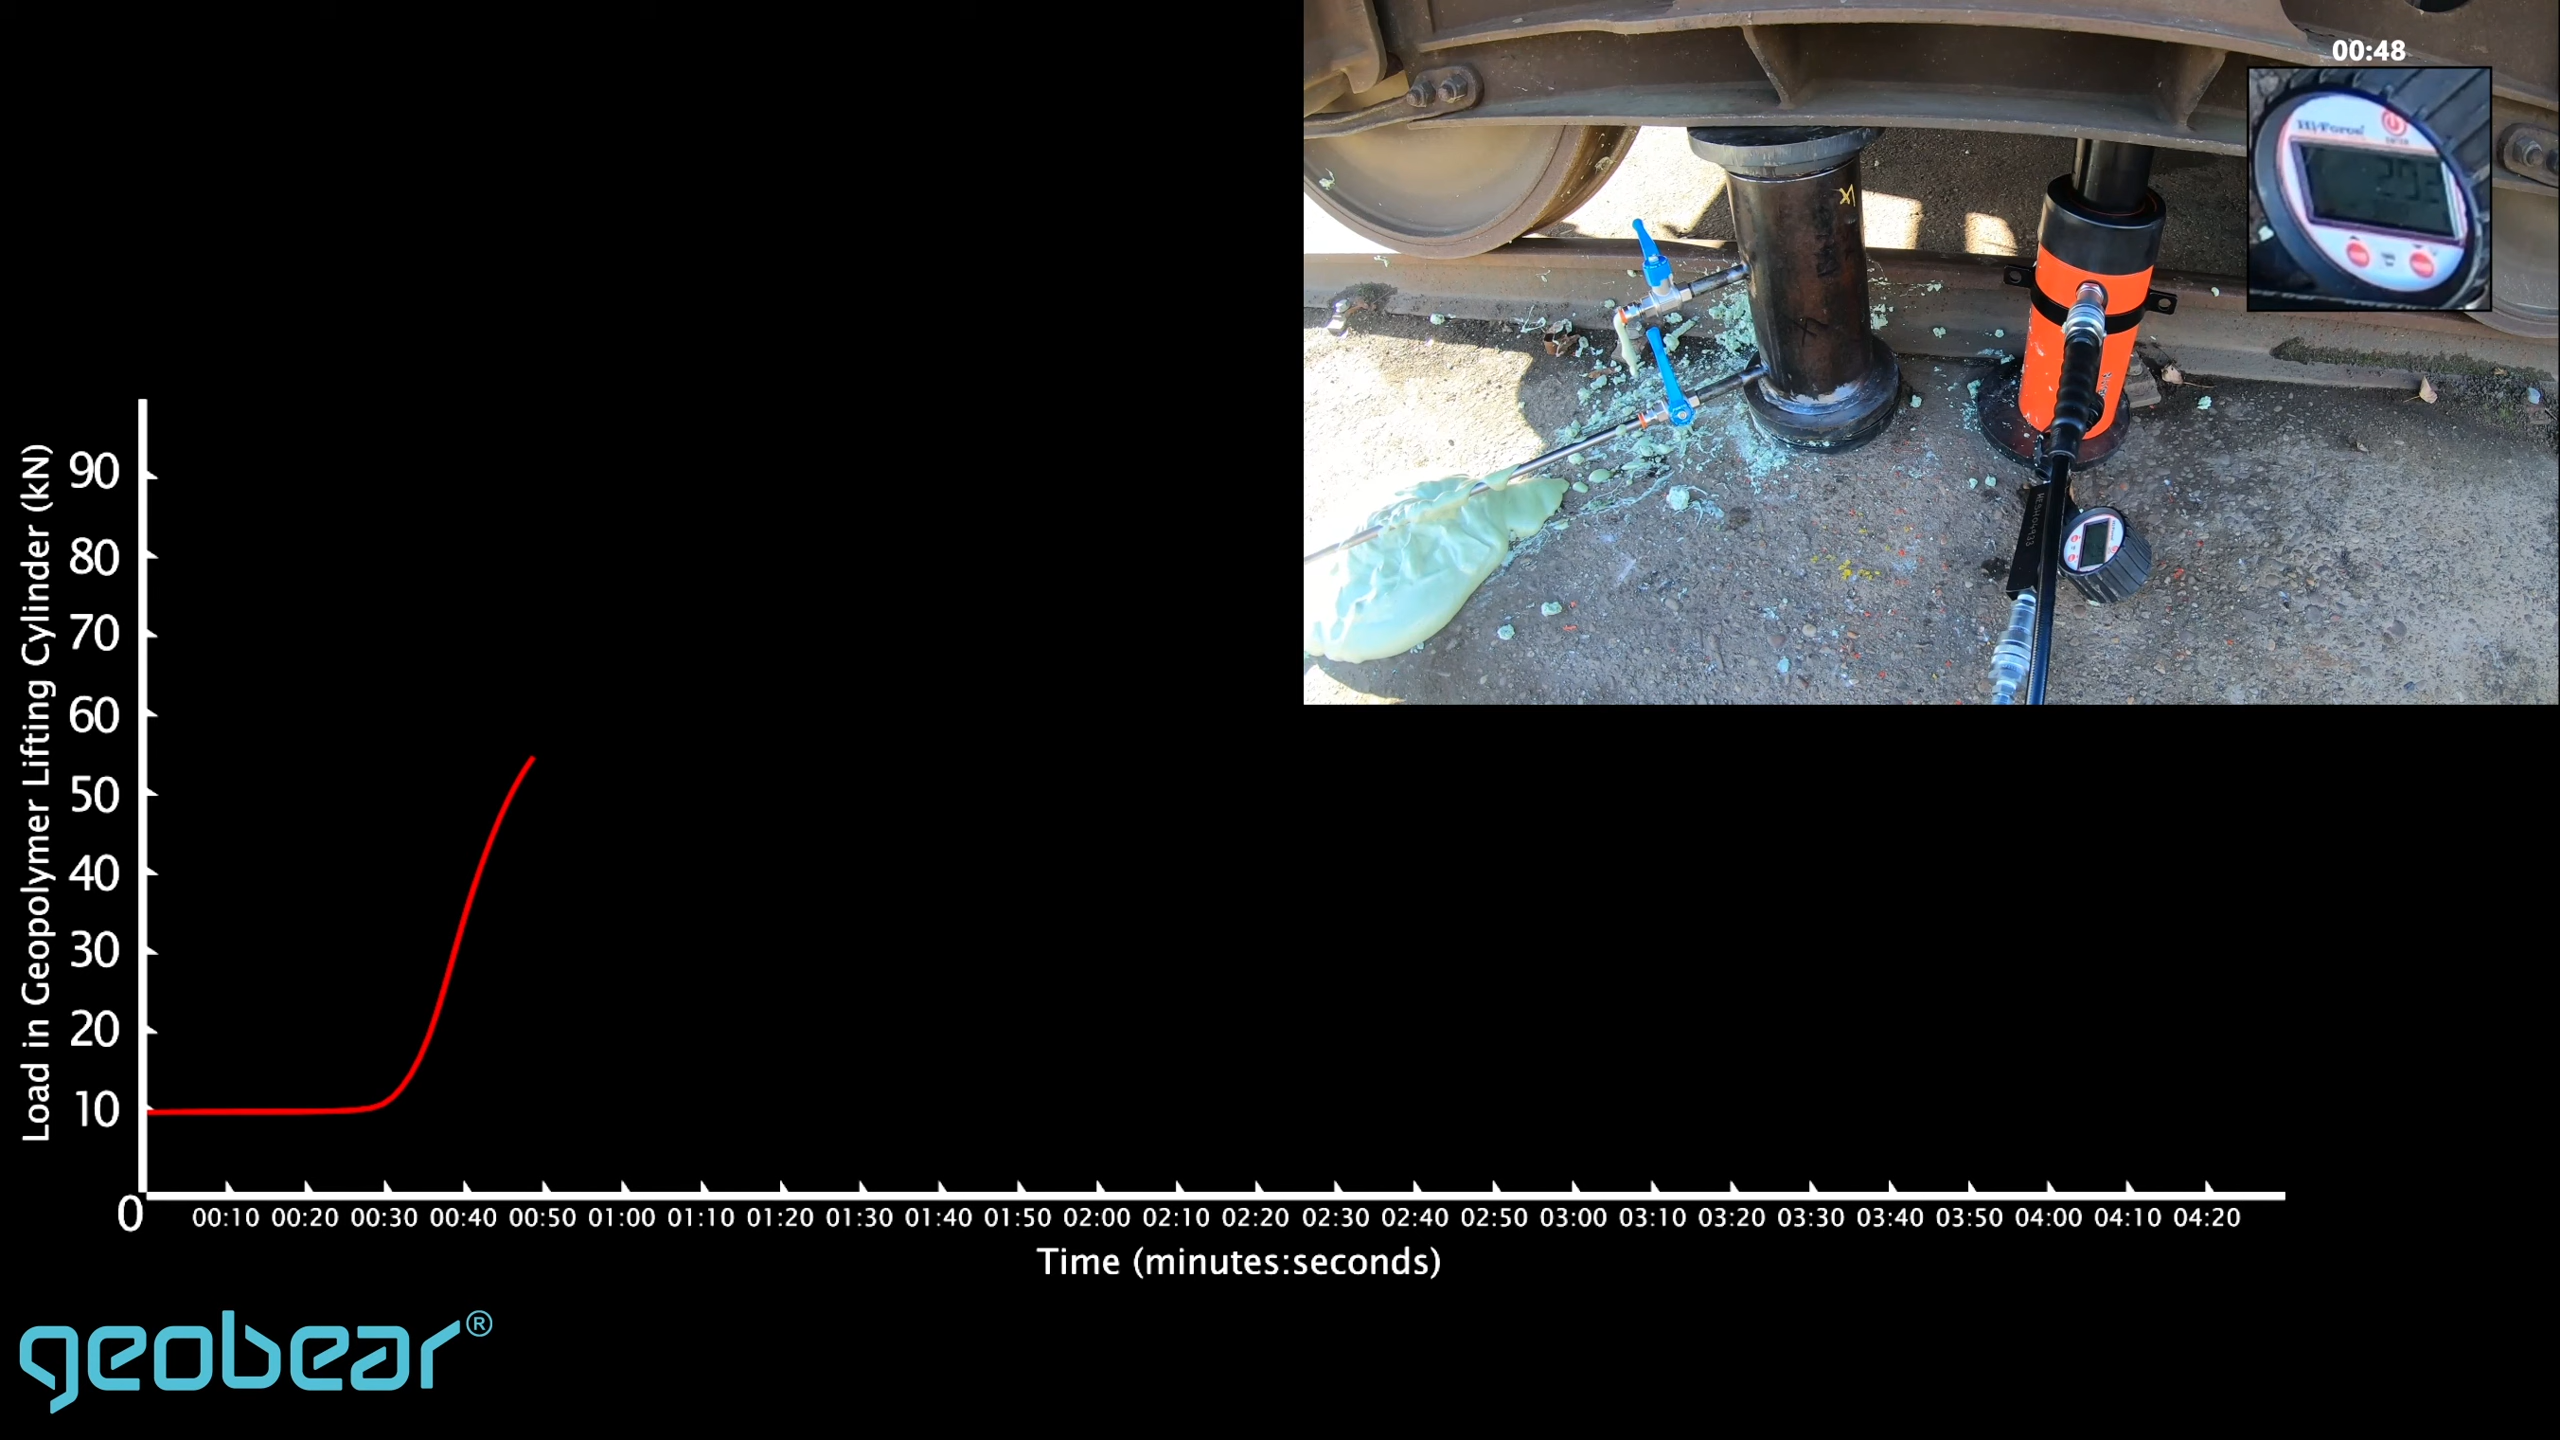 00:48
Hi-Force
Load in Geopolymer Lifting Cylinder (kN)
90
80
70
60
50
40
30
20
10
0
00:10 00:20 00:30 00:40 00:50 01:00 01:10 01:20 01:30 01:40 01:50 02:00 02:10 02:20 02:30 02:40 02:50 03:00 03:10 03:20 03:30 03:40 03:50 04:00 04:10 04:20
Time (minutes:seconds)
geobear®